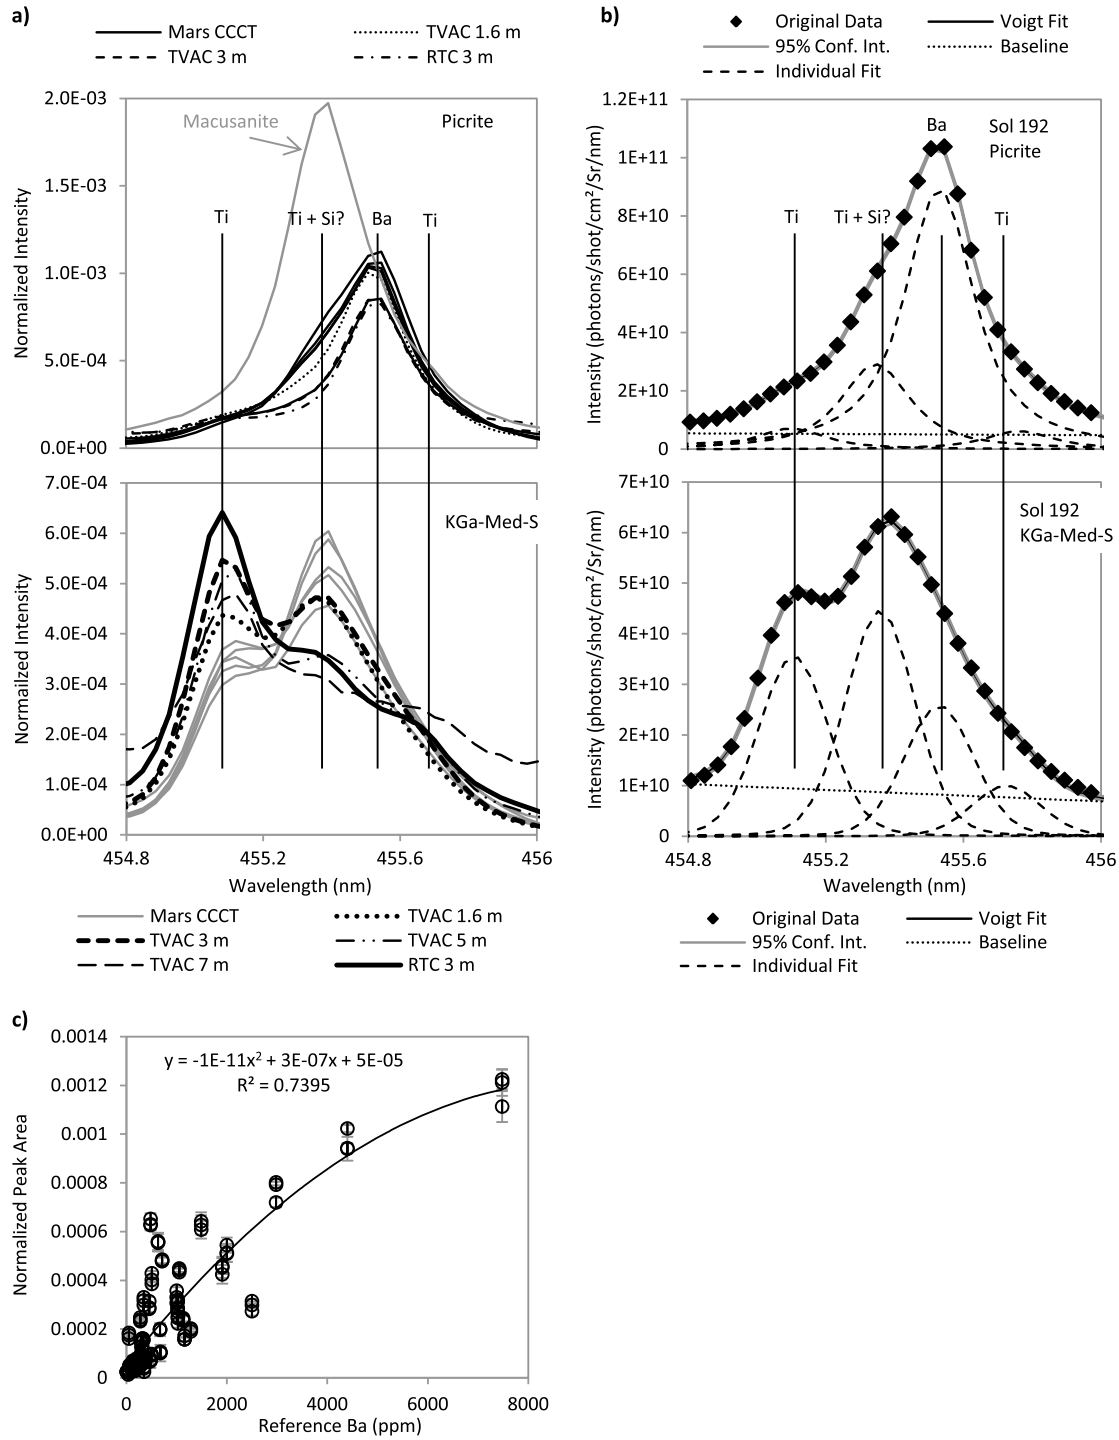 a)
Mars CCCT
TVAC 1.6 m
TVAC 3 m
RTC 3 m
2.0E-03
1.5E-03
1.0E-03
5.0E-04
0.0E+00
Normalized Intensity
Macusanite
Picrite
Ti
Ti + Si?
Ba
Ti
7.0E-04
6.0E-04
5.0E-04
4.0E-04
3.0E-04
2.0E-04
1.0E-04
0.0E+00
Normailzed Intensity
KGa-Med-S
454.8
455.2
455.6
456
Wavelength (nm)
Mars CCCT
TVAC 1.6 m
TVAC 3 m
TVAC 5 m
TVAC 7 m
RTC 3 m
b)
Original Data
Voigt Fit
95% Conf. Int.
Baseline
Individual Fit
1.2E+11
1E+11
8E+10
6E+10
4E+10
2E+10
0
Intensity (photons/shot/cm²/Sr/nm)
Sol 192
Picrite
Ti
Ti + Si?
Ba
Ti
7E+10
6E+10
5E+10
4E+10
3E+10
2E+10
1E+10
0
Intensity (photons/shot/cm²/Sr/nm)
Sol 192
KGa-Med-S
454.8
455.2
455.6
456
Wavelength (nm)
Original Data
Voigt Fit
95% Conf. Int.
Baseline
Individual Fit
c)
0.0014
0.0012
0.001
0.0008
0.0006
0.0004
0.0002
0
Normalized Peak Area
y = -1E-11x² + 3E-07x + 5E-05
R² = 0.7395
0
2000
4000
6000
8000
Reference Ba (ppm)